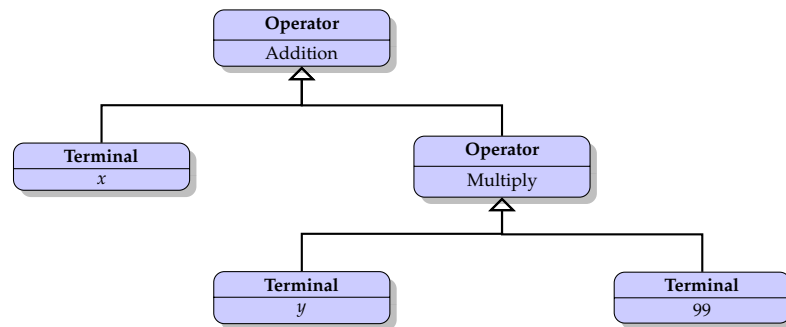 Operator
Addition
Terminal
x
Operator
Multiply
Terminal
y
Terminal
99